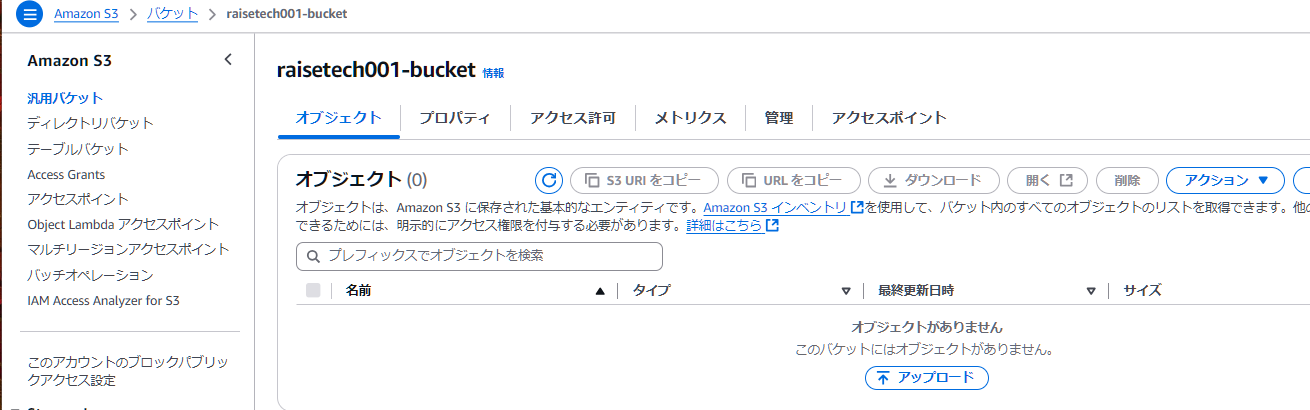 Amazon S3 > バケット > raisetech001-bucket
Amazon S3
汎用バケット
ディレクトリバケット
テーブルバケット
Access Grants
アクセスポイント
Object Lambda アクセスポイント
マルチリージョンアクセスポイント
バッチオペレーション
IAM Access Analyzer for S3
このアカウントのブロックパブリッ
クアクセス設定
raisetech001-bucket 情報
オブジェクト プロパティ アクセス許可 メトリクス 管理 アクセスポイント
オブジェクト (0) S3 URI をコピー URL をコピー ダウンロード 開く 削除 アクション
オブジェクトは、Amazon S3 に保存された基本的なエンティティです。Amazon S3 インベントリ を使用して、バケット内のすべてのオブジェクトのリストを取得できます。他の
できるためには、明示的にアクセス権限を付与する必要があります。詳細はこちら
プレフィックスでオブジェクトを検索
名前 タイプ 最終更新日時 サイズ
オブジェクトがありません
このバケットにはオブジェクトがありません。
アップロード